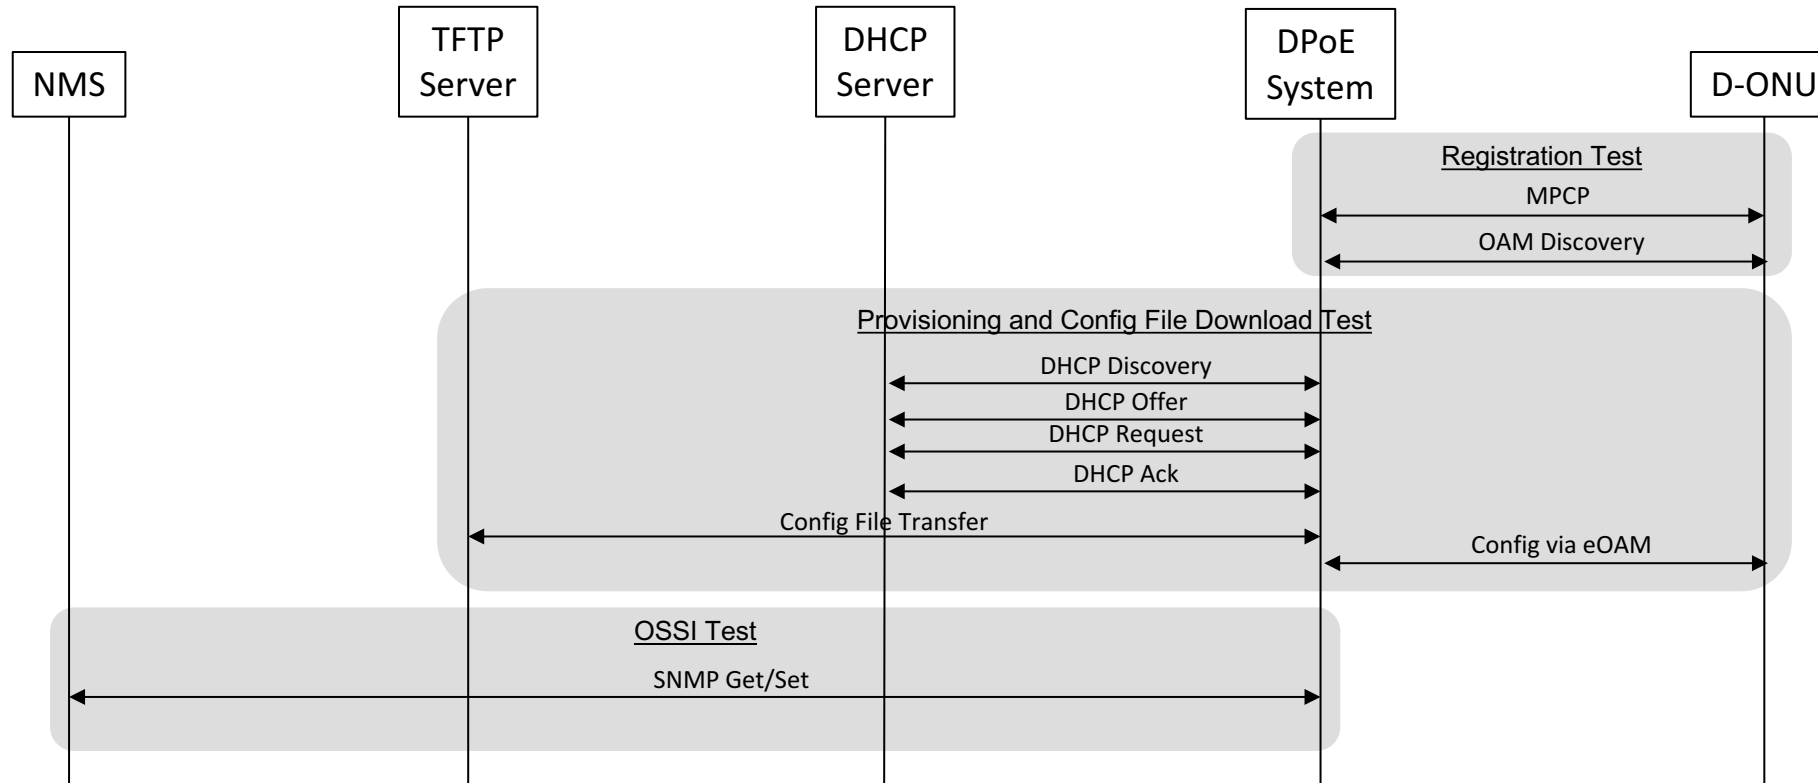 TFTP
Server
DHCP
Server
DPoE
System
NMS
D-ONU
Registration Test
MPCP
OAM Discovery
Provisioning and Config File Download Test
DHCP Discovery
DHCP Offer
DHCP Request
DHCP Ack
Config File Transfer
Config via eOAM
OSSI Test
SNMP Get/Set